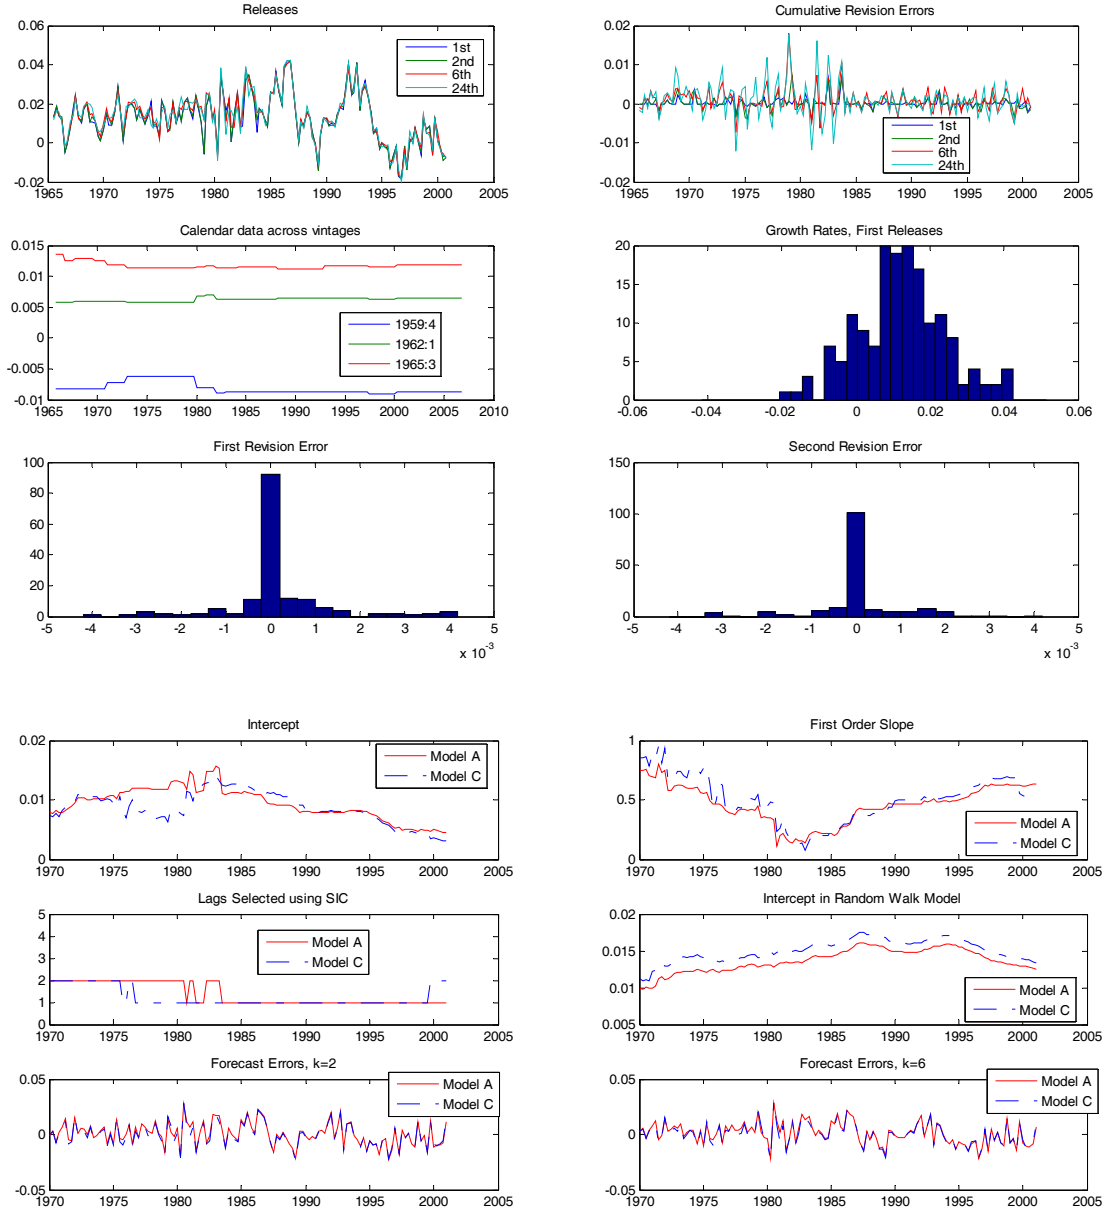 Releases
0.06
0.04
0.02
0
-0.02
1965 1970 1975 1980 1985 1990 1995 2000 2005
1st
2nd
6th
24th
Cumulative Revision Errors
0.02
0.01
0
-0.01
-0.02
1965 1970 1975 1980 1985 1990 1995 2000 2005
1st
2nd
6th
24th
Calendar data across vintages
0.015
0.01
0.005
0
-0.005
-0.01
1965 1970 1975 1980 1985 1990 1995 2000 2005 2010
1959:4
1962:1
1965:3
Growth Rates, First Releases
20
15
10
5
0
-0.06 -0.04 -0.02 0 0.02 0.04 0.06
First Revision Error
100
80
60
40
20
0
-5 -4 -3 -2 -1 0 1 2 3 4 5
x 10-3
Second Revision Error
150
100
50
0
-5 -4 -3 -2 -1 0 1 2 3 4 5
x 10-3
Intercept
0.02
0.01
0
1970 1975 1980 1985 1990 1995 2000 2005
Model A
Model C
First Order Slope
1
0.5
0
1970 1975 1980 1985 1990 1995 2000 2005
Model A
Model C
Lags Selected using SIC
5
4
3
2
1
0
1970 1975 1980 1985 1990 1995 2000 2005
Model A
Model C
Intercept in Random Walk Model
0.02
0.015
0.01
0.005
1970 1975 1980 1985 1990 1995 2000 2005
Model A
Model C
Forecast Errors, k=2
0.05
0
-0.05
1970 1975 1980 1985 1990 1995 2000 2005
Model A
Model C
Forecast Errors, k=6
0.05
0
-0.05
1970 1975 1980 1985 1990 1995 2000 2005
Model A
Model C